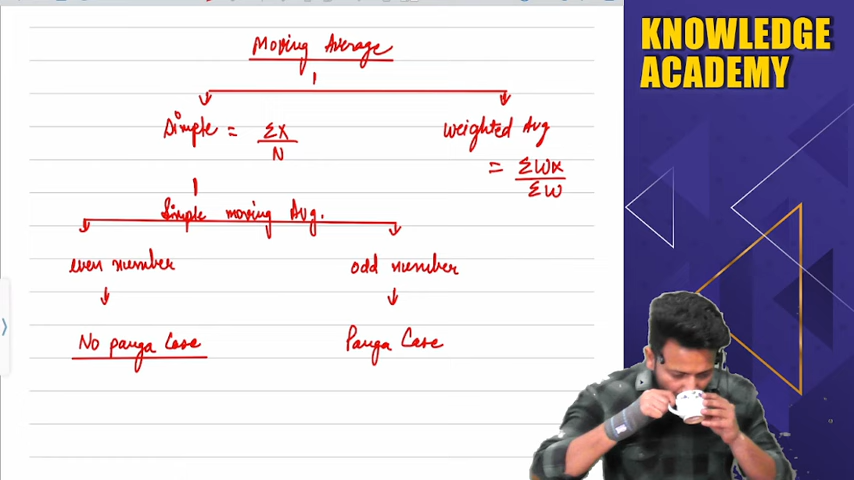 Moving Average
Simple = ΣX / N
Weighted Avg
= ΣWX / ΣW
Simple moving Avg.
even number
odd number
No panga Case
Panga Case
KNOWLEDGE
ACADEMY